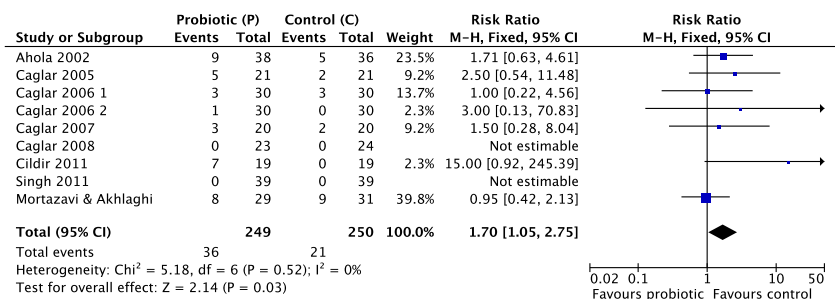 Probiotic (P) Control (C) Risk Ratio Risk Ratio
Study or Subgroup Events Total Events Total Weight M-H, Fixed, 95% CI M-H, Fixed, 95% CI
Ahola 2002 9 38 5 36 23.5% 1.71 [0.63, 4.61]
Caglar 2005 5 21 2 21 9.2% 2.50 [0.54, 11.48]
Caglar 2006 1 3 30 3 30 13.7% 1.00 [0.22, 4.56]
Caglar 2006 2 1 30 0 30 2.3% 3.00 [0.13, 70.83]
Caglar 2007 3 20 2 20 9.2% 1.50 [0.28, 8.04]
Caglar 2008 0 23 0 24 Not estimable
Cildir 2011 7 19 0 19 2.3% 15.00 [0.92, 245.39]
Singh 2011 0 39 0 39 Not estimable
Mortazavi & Akhlaghi 8 29 9 31 39.8% 0.95 [0.42, 2.13]
Total (95% CI) 249 250 100.0% 1.70 [1.05, 2.75]
Total events 36 21
Heterogeneity: Chi² = 5.18, df = 6 (P = 0.52); I² = 0%
Test for overall effect: Z = 2.14 (P = 0.03)
0.02 0.1 1 10 50
Favours probiotic Favours control